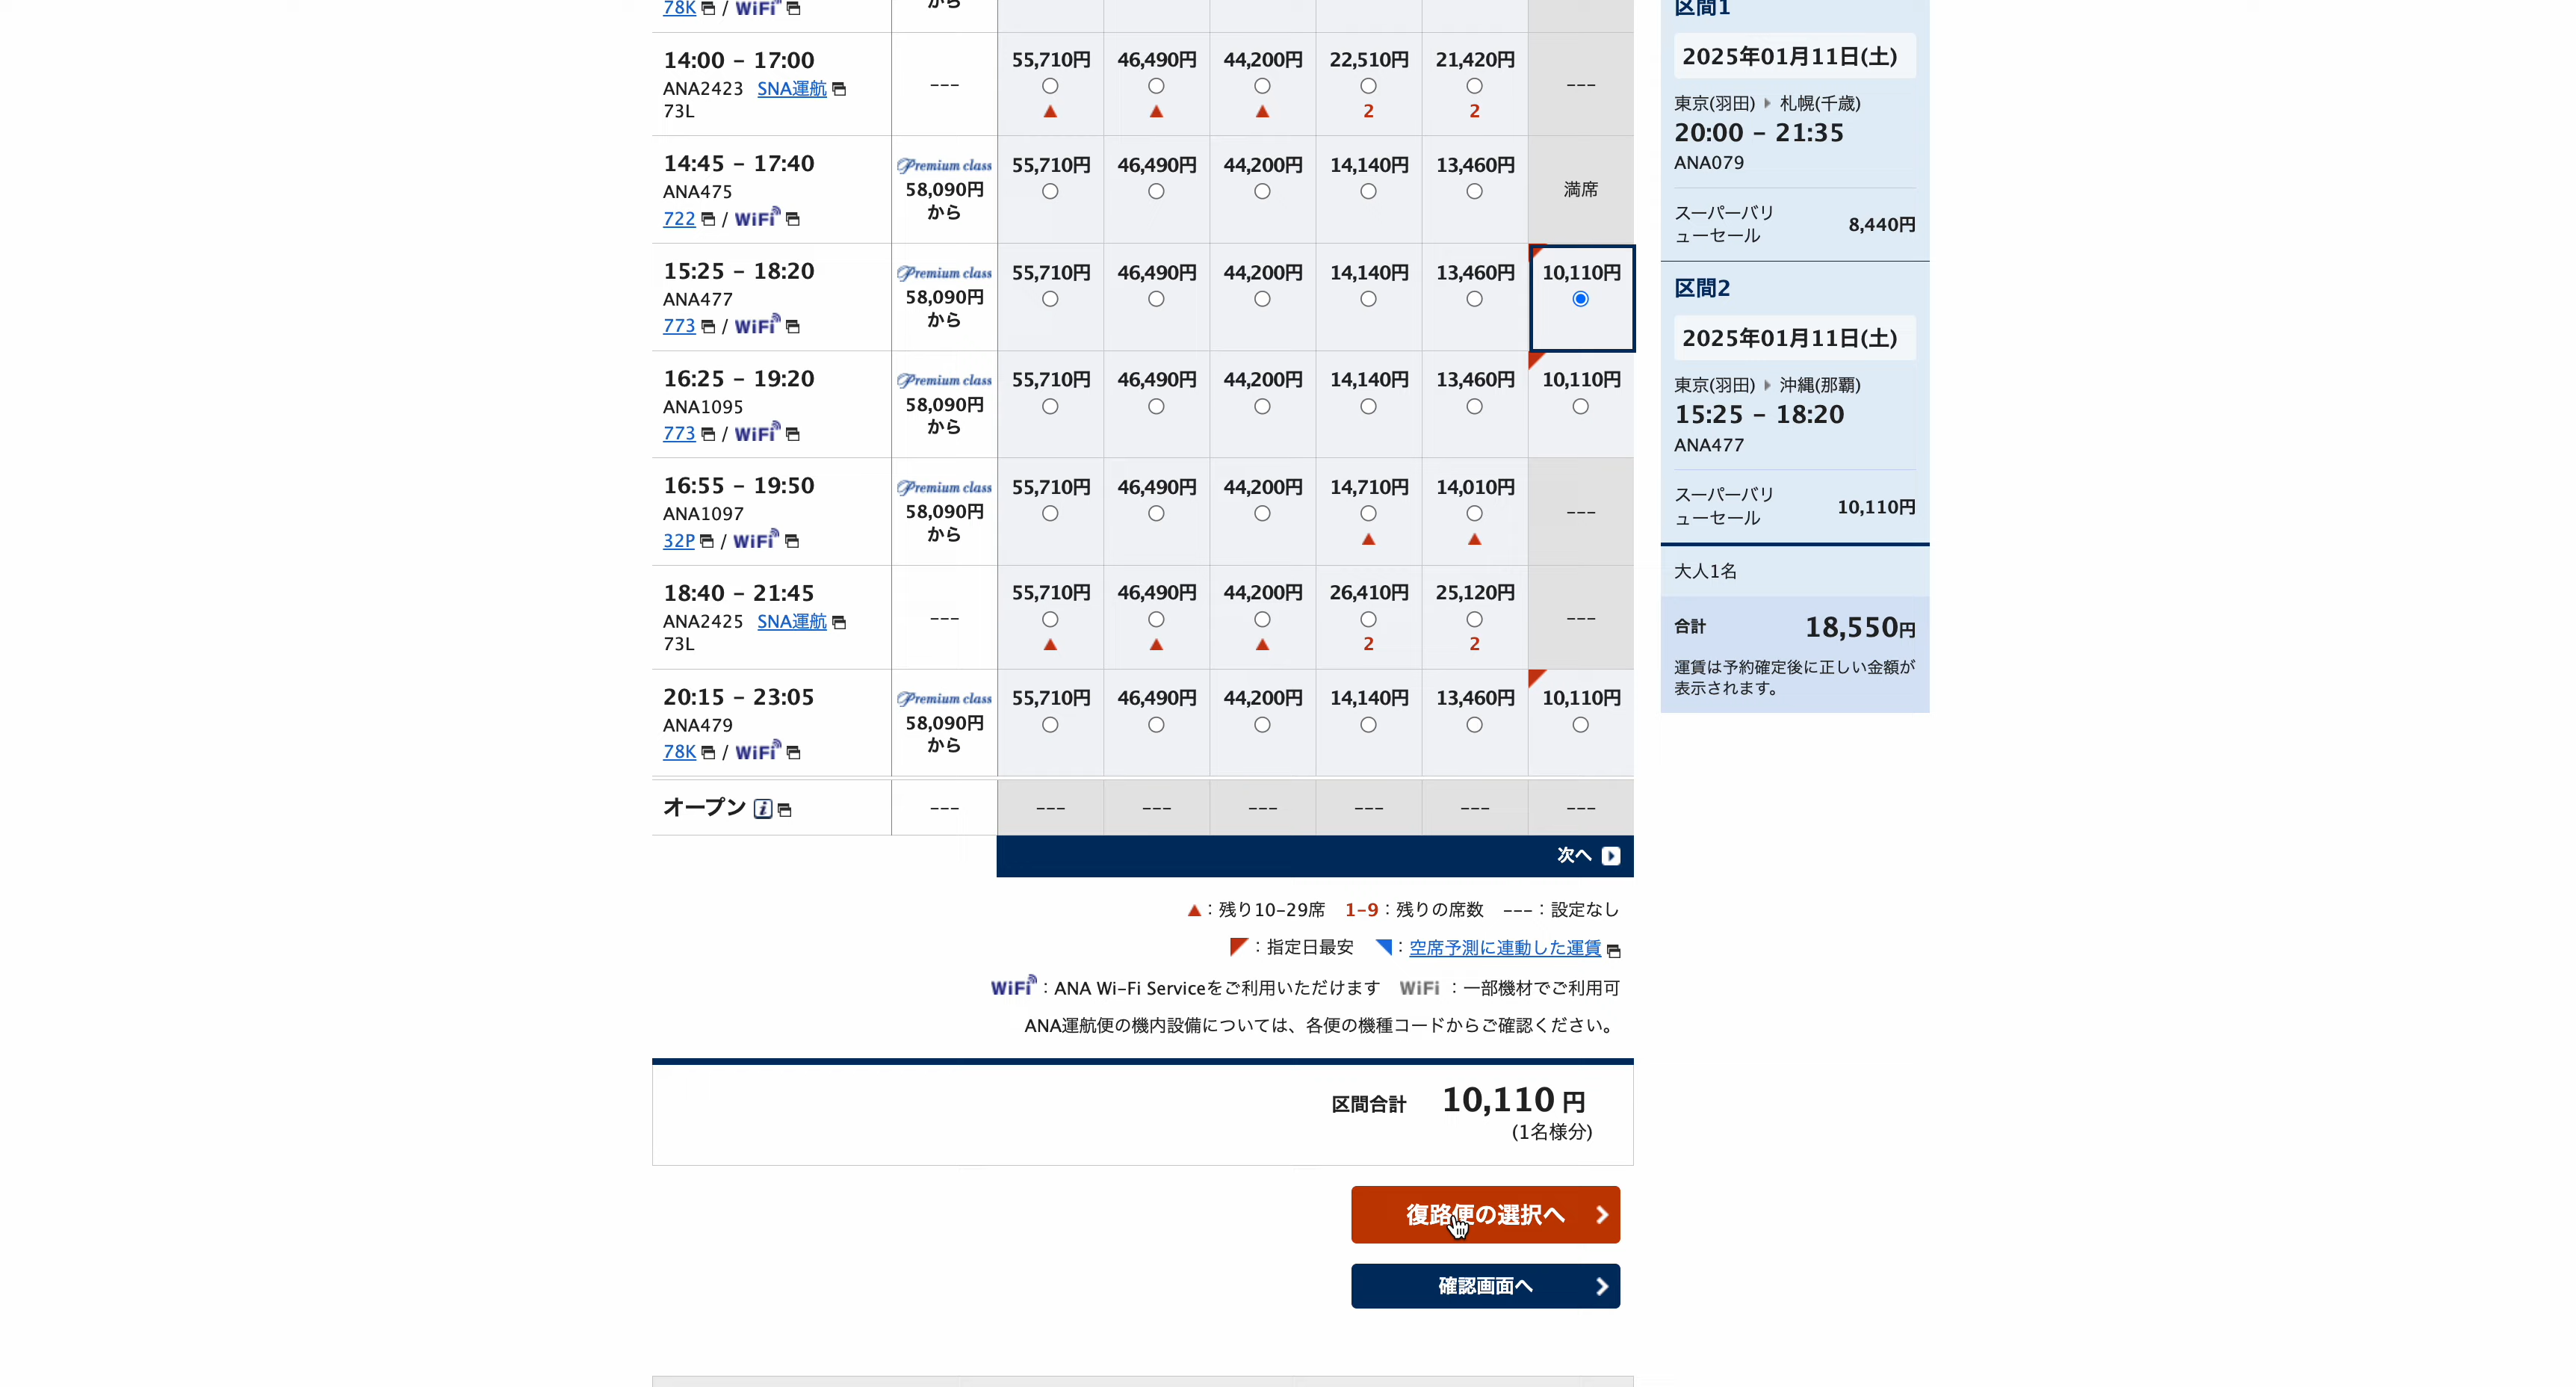 78K / WiFi
から
14:00 – 17:00
ANA2423 SNA運航
73L
---
55,710円 46,490円 44,200円 22,510円 21,420円
▲ ▲ ▲ 2 2
---
14:45 – 17:40
ANA475
722 / WiFi
Premium class
58,090円
から
55,710円 46,490円 44,200円 14,140円 13,460円
満席
15:25 – 18:20
ANA477
773 / WiFi
Premium class
58,090円
から
55,710円 46,490円 44,200円 14,140円 13,460円 10,110円
16:25 – 19:20
ANA1095
773 / WiFi
Premium class
58,090円
から
55,710円 46,490円 44,200円 14,140円 13,460円 10,110円
16:55 – 19:50
ANA1097
32P / WiFi
Premium class
58,090円
から
55,710円 46,490円 44,200円 14,710円 14,010円
▲ ▲
---
18:40 – 21:45
ANA2425 SNA運航
73L
---
55,710円 46,490円 44,200円 26,410円 25,120円
▲ ▲ ▲ 2 2
---
20:15 – 23:05
ANA479
78K / WiFi
Premium class
58,090円
から
55,710円 46,490円 44,200円 14,140円 13,460円 10,110円
オープン i
--- --- --- --- --- --- ---
次へ
▲：残り10-29席 1-9：残りの席数 ---：設定なし
：指定日最安 ：空席予測に連動した運賃
WiFi：ANA Wi-Fi Serviceをご利用いただけます WiFi：一部機材でご利用可
ANA運航便の機内設備については、各便の機種コードからご確認ください。
区間合計 10,110円
(1名様分)
復路便の選択へ
確認画面へ
区間1
2025年01月11日(土)
東京(羽田) 札幌(千歳)
20:00 – 21:35
ANA079
スーパーバリ
ューセール
8,440円
区間2
2025年01月11日(土)
東京(羽田) 沖縄(那覇)
15:25 – 18:20
ANA477
スーパーバリ
ューセール
10,110円
大人1名
合計 18,550円
運賃は予約確定後に正しい金額が
表示されます。